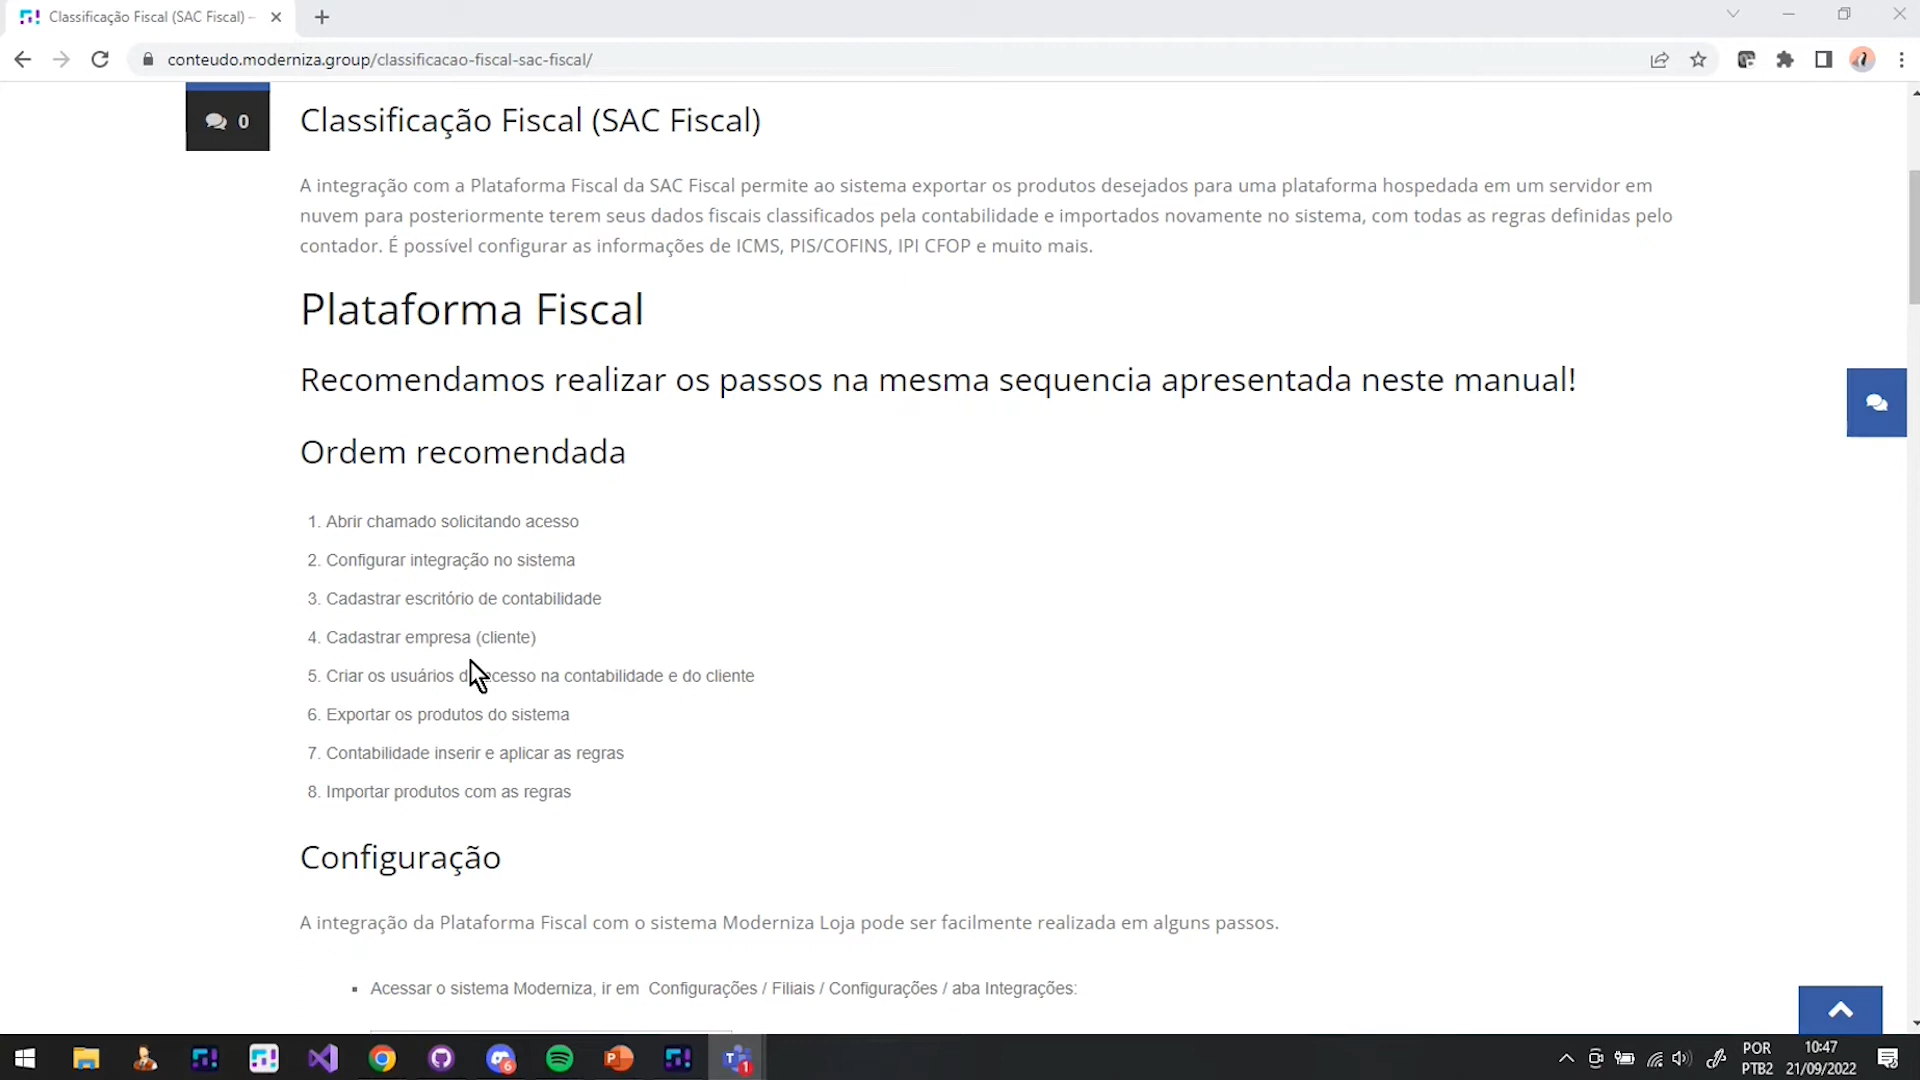 Classificação Fiscal (SAC Fiscal) –
conteudo.moderniza.group/classificacao-fiscal-sac-fiscal/
0
Classificação Fiscal (SAC Fiscal)
A integração com a Plataforma Fiscal da SAC Fiscal permite ao sistema exportar os produtos desejados para uma plataforma hospedada em um servidor em
nuvem para posteriormente terem seus dados fiscais classificados pela contabilidade e importados novamente no sistema, com todas as regras definidas pelo
contador. É possível configurar as informações de ICMS, PIS/COFINS, IPI CFOP e muito mais.
Plataforma Fiscal
Recomendamos realizar os passos na mesma sequencia apresentada neste manual!
Ordem recomendada
1. Abrir chamado solicitando acesso
2. Configurar integração no sistema
3. Cadastrar escritório de contabilidade
4. Cadastrar empresa (cliente)
5. Criar os usuários de acesso na contabilidade e do cliente
6. Exportar os produtos do sistema
7. Contabilidade inserir e aplicar as regras
8. Importar produtos com as regras
Configuração
A integração da Plataforma Fiscal com o sistema Moderniza Loja pode ser facilmente realizada em alguns passos.
Acessar o sistema Moderniza, ir em Configurações / Filiais / Configurações / aba Integrações:
6
1
POR
PTB2
10:47
21/09/2022